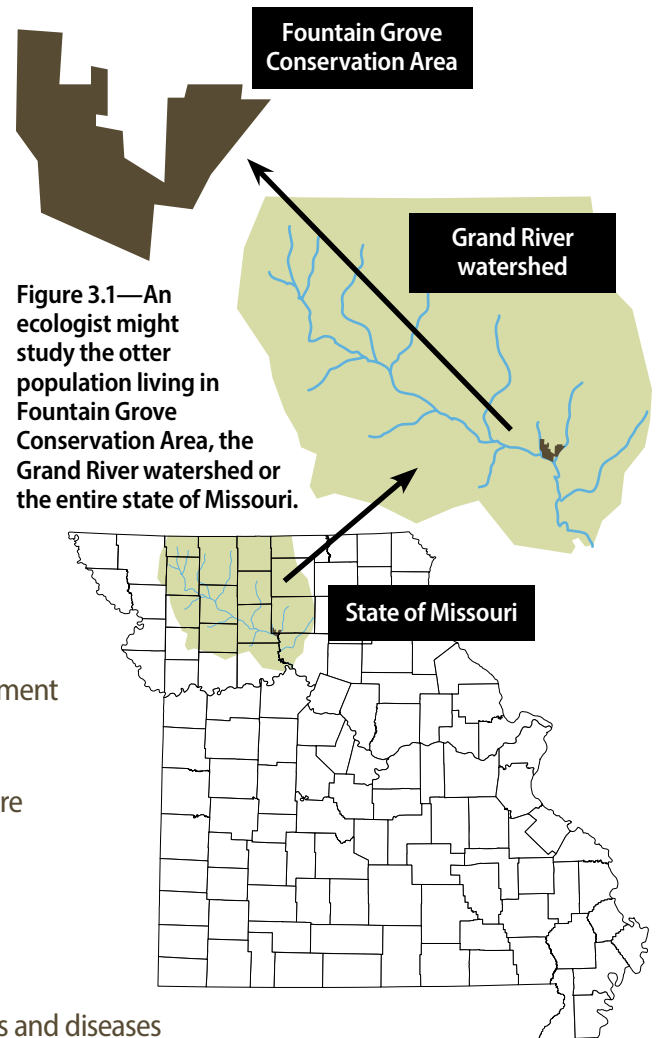 Fountain Grove
Conservation Area
Grand River
watershed
Figure 3.1—An
ecologist might
study the otter
population living in
Fountain Grove
Conservation Area, the
Grand River watershed or
the entire state of Missouri.
State of Missouri
ment
re
s and diseases